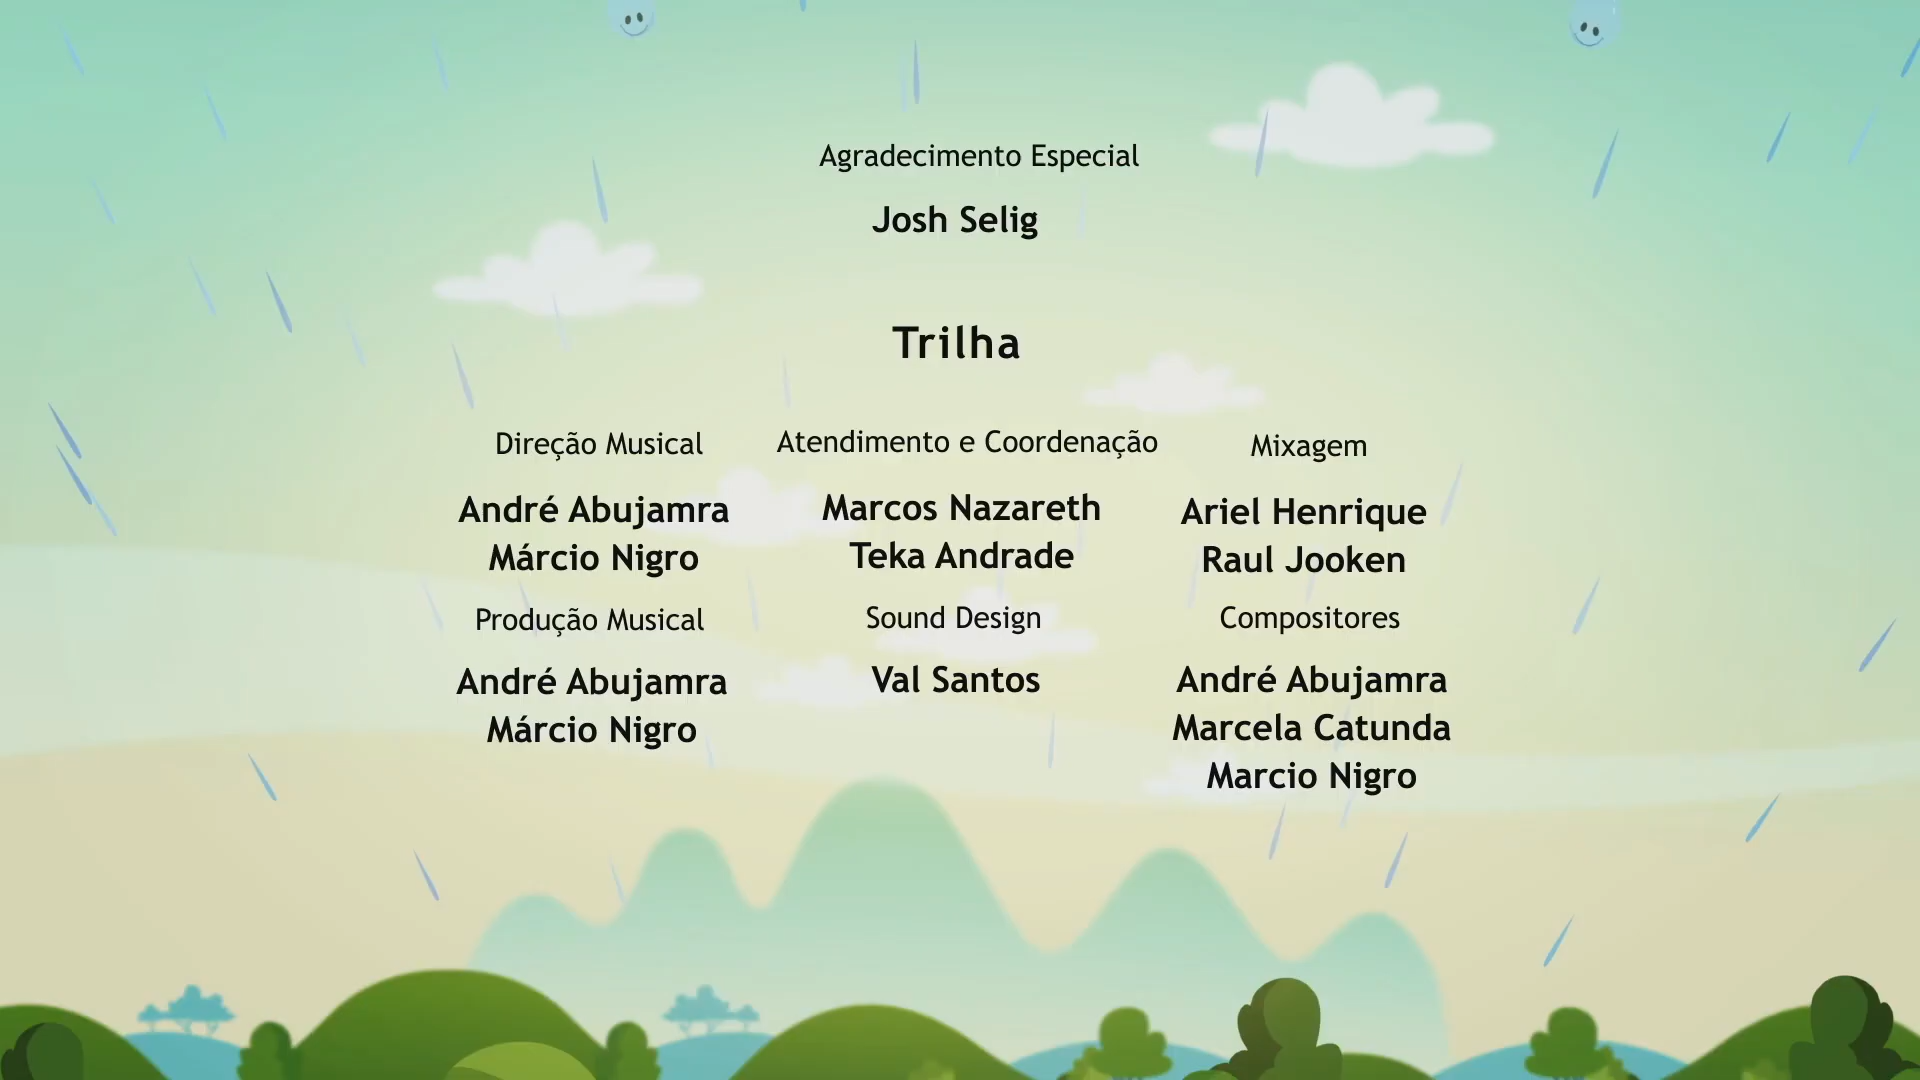 Agradecimento Especial
Josh Selig
Trilha
Direção Musical
André Abujamra
Márcio Nigro
Atendimento e Coordenação
Marcos Nazareth
Teka Andrade
Mixagem
Ariel Henrique
Raul Jooken
Produção Musical
André Abujamra
Márcio Nigro
Sound Design
Val Santos
Compositores
André Abujamra
Marcela Catunda
Marcio Nigro